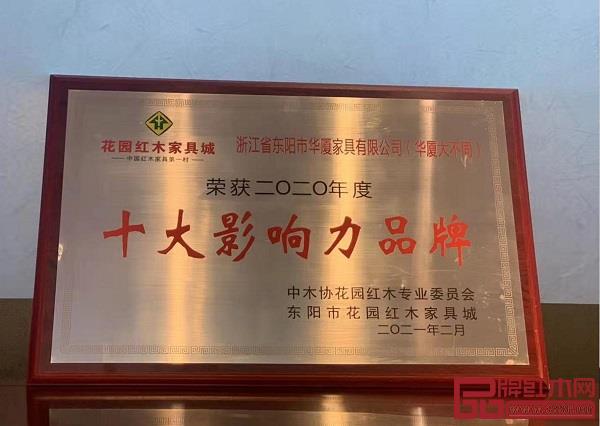 花园红木家具城
中国红木家具第一村
浙江省东阳市华厦家具有限公司（华厦大不同）
荣获二〇二〇年度
十大影响力品牌
中木协花园红木专业委员会
东阳市花园红木家具城
二〇二一年二月
品牌红木网